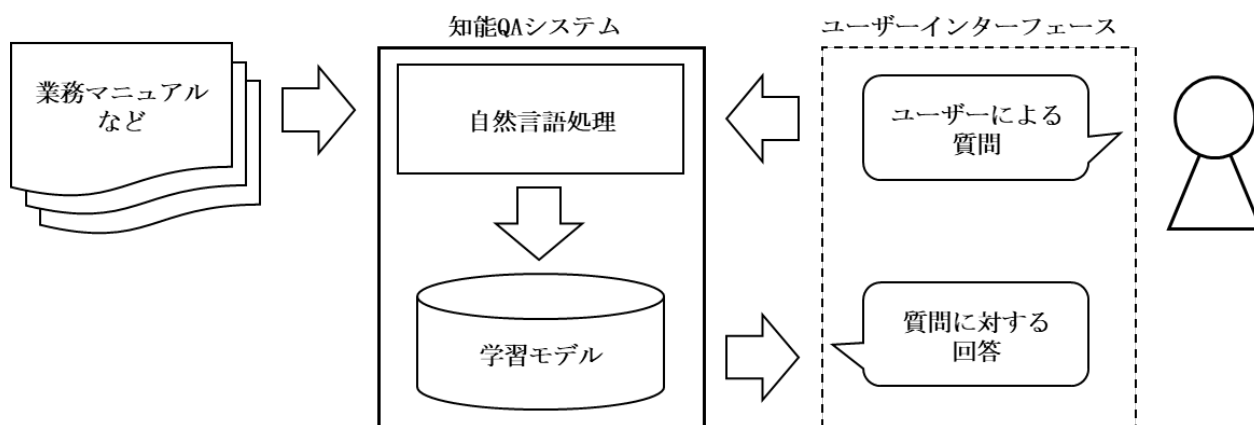 知能QAシステム
ユーザーインターフェース
業務マニュアル
など
自然言語処理
ユーザーによる
質問
学習モデル
質問に対する
回答